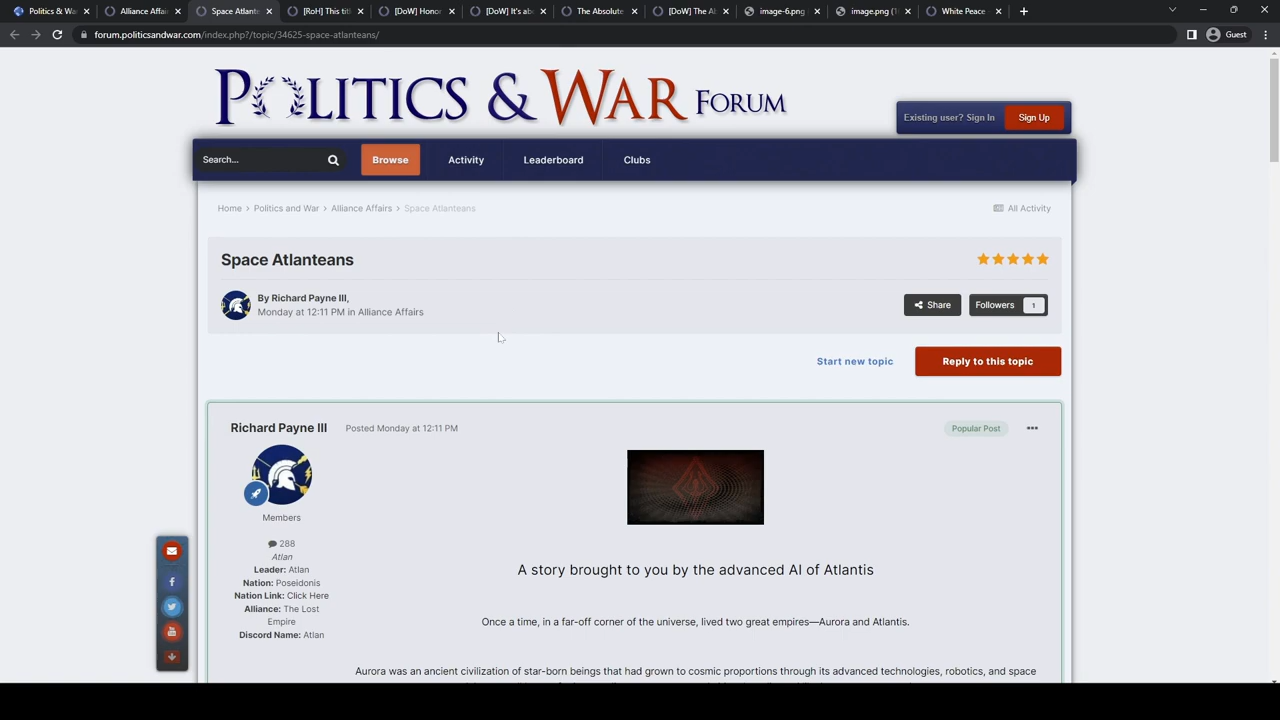 Politics & W
Alliance Affai
Space Atlante
[RoH] This titl
[DoW] Honor
[DoW] It's ab
The Absolute
[DoW] The Al
image-6.png
image.png (1
White Peace
forum.politicsandwar.com/index.php?/topic/34625-space-atlanteans/
Guest
POLITICS & WAR FORUM
Existing user? Sign In
Sign Up
Search...
Browse
Activity
Leaderboard
Clubs
Home > Politics and War > Alliance Affairs > Space Atlanteans
All Activity
Space Atlanteans
By Richard Payne III,
Monday at 12:11 PM in Alliance Affairs
Share
Followers 1
Start new topic
Reply to this topic
Richard Payne III
Posted Monday at 12:11 PM
Popular Post
Members
288
Atlan
Leader: Atlan
Nation: Poseidonis
Nation Link: Click Here
Alliance: The Lost
Empire
Discord Name: Atlan
A story brought to you by the advanced AI of Atlantis
Once a time, in a far-off corner of the universe, lived two great empires—Aurora and Atlantis.
Aurora was an ancient civilization of star-born beings that had grown to cosmic proportions through its advanced technologies, robotics, and space